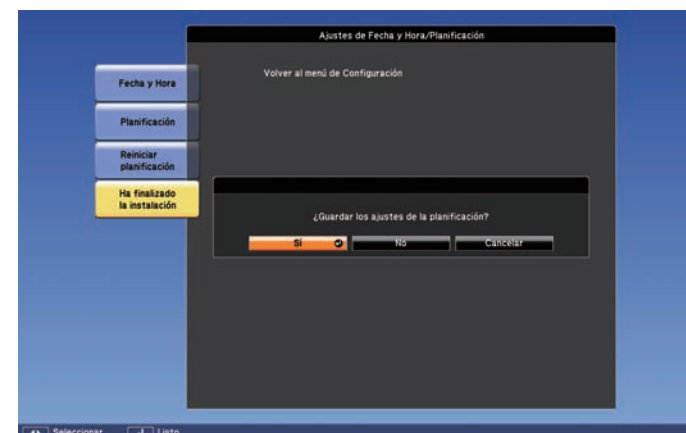 Ajustes de Fecha y Hora/Planificación
Volver al menú de Configuración
Fecha y Hora
Planificación
Reiniciar
planificación
Ha finalizado
la instalación
¿Guardar los ajustes de la planificación?
Sí No Cancelar
Seleccionar Listo